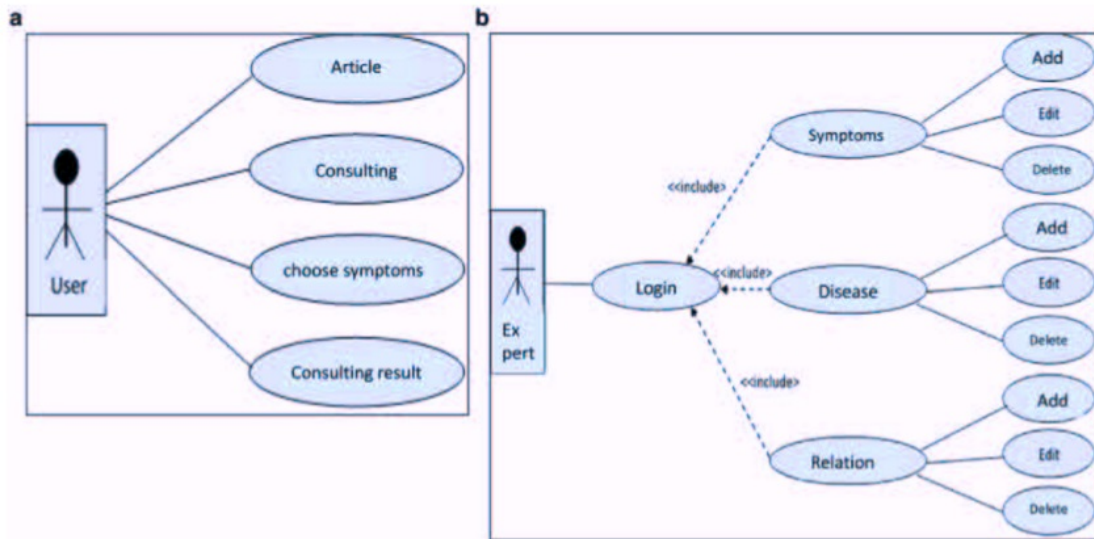 a
Article
Consulting
choose symptoms
Consulting result
User
b
Add
Edit
Delete
Symptoms
<<include>
Add
Edit
Delete
<<include>
Disease
Login
Ex
pert
<<include>
Add
Edit
Delete
Relation